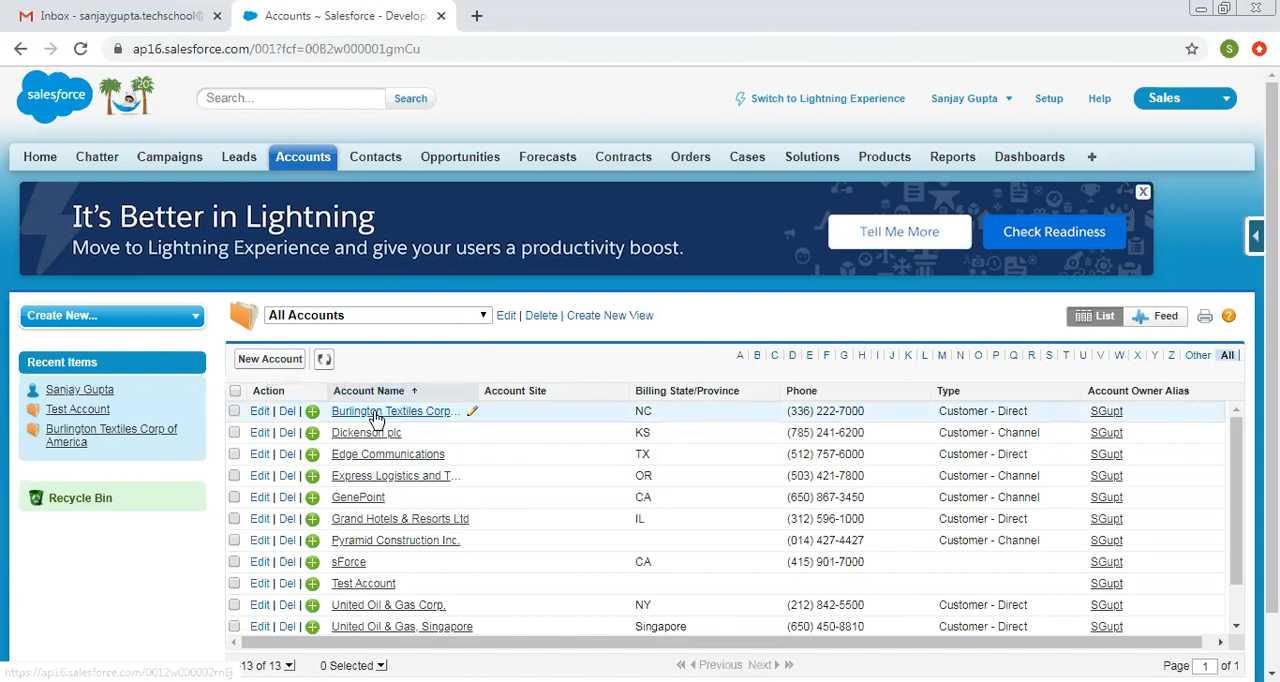 Inbox - sanjaygupta.techschool@
Accounts ~ Salesforce - Develop
ap16.salesforce.com/001?fcf=00B2w000001gmCu
S
salesforce
20
Search...
Search
Switch to Lightning Experience
Sanjay Gupta
Setup
Help
Sales
Home Chatter Campaigns Leads Accounts Contacts Opportunities Forecasts Contracts Orders Cases Solutions Products Reports Dashboards +
It's Better in Lightning
Move to Lightning Experience and give your users a productivity boost.
Tell Me More
Check Readiness
X
Create New...
Recent Items
Sanjay Gupta
Test Account
Burlington Textiles Corp of
America
Recycle Bin
All Accounts
Edit | Delete | Create New View
List
Feed
New Account
A B C D E F G H I J K L M N O P Q R S T U V W X Y Z Other All
Action Account Name Account Site Billing State/Province Phone Type Account Owner Alias
Edit | Del | Burlington Textiles Corp... NC (336) 222-7000 Customer - Direct SGupt
Edit | Del | Dickenson plc KS (785) 241-6200 Customer - Channel SGupt
Edit | Del | Edge Communications TX (512) 757-6000 Customer - Direct SGupt
Edit | Del | Express Logistics and T... OR (503) 421-7800 Customer - Channel SGupt
Edit | Del | GenePoint CA (650) 867-3450 Customer - Channel SGupt
Edit | Del | Grand Hotels & Resorts Ltd IL (312) 596-1000 Customer - Direct SGupt
Edit | Del | Pyramid Construction Inc. (014) 427-4427 Customer - Channel SGupt
Edit | Del | sForce CA (415) 901-7000 SGupt
Edit | Del | Test Account SGupt
Edit | Del | United Oil & Gas Corp. NY (212) 842-5500 Customer - Direct SGupt
Edit | Del | United Oil & Gas, Singapore Singapore (650) 450-8810 Customer - Direct SGupt
-13 of 13
0 Selected
Previous Next
Page 1 of 1